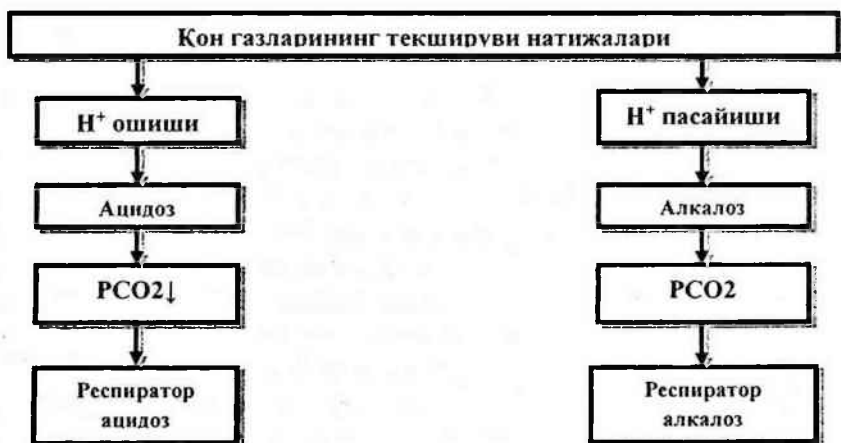 Қон газларининг текшируви натижалари
H⁺ ошиши
H⁺ пасайиши
Ацидоз
Алкалоз
PCO2↓
PCO2
Респиратор
ацидоз
Респиратор
алкалоз